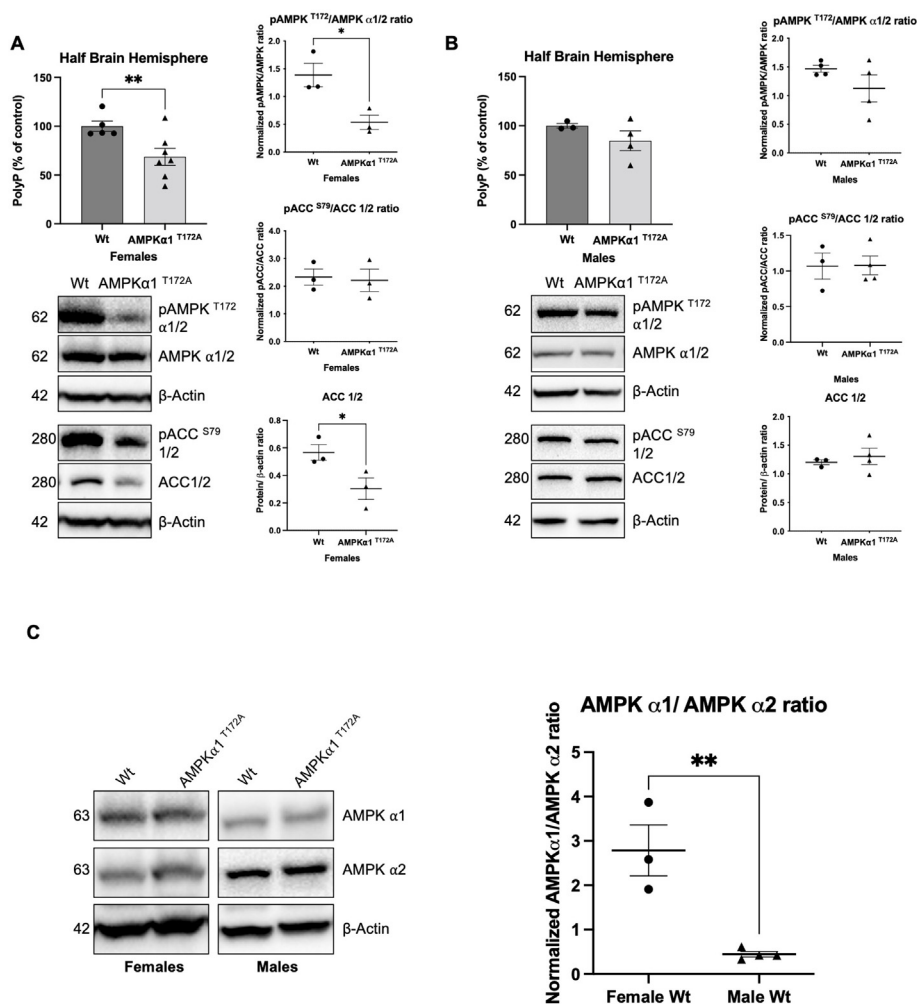 A
Half Brain Hemisphere
PolyP (% of control)
150
100
50
0
**
Wt
AMPKα1 T172A
Females
pAMPK T172/AMPK α1/2 ratio
Normalized pAMPK/AMPK ratio
2.0
1.5
1.0
0.5
0.0
*
Wt
AMPKα1 T172A
Females
pACC S79/ACC 1/2 ratio
Normalized pACC/ACC ratio
5.0
4.0
3.0
2.0
1.0
0.0
Wt
AMPKα1 T172A
Females
ACC 1/2
Protein/ β-actin ratio
0.8
0.6
0.4
0.2
0.0
*
Wt
AMPKα1 T172A
Females
Wt AMPKα1 T172A
62 pAMPK T172
α1/2
62 AMPK α1/2
42 β-Actin
280 pACC S79
1/2
280 ACC1/2
42 β-Actin
B
Half Brain Hemisphere
PolyP (% of control)
150
100
50
0
Wt
AMPKα1 T172A
Males
pAMPK T172/AMPK α1/2 ratio
Normalized pAMPK/AMPK ratio
2.0
1.5
1.0
0.5
0.0
Wt
AMPKα1 T172A
Males
pACC S79/ACC 1/2 ratio
Normalized pACC/ACC ratio
2.0
1.5
1.0
0.5
0.0
Wt
AMPKα1 T172A
Males
ACC 1/2
Protein/ β-actin ratio
2.0
1.5
1.0
0.5
0.0
Wt
AMPKα1 T172A
Males
Wt AMPKα1 T172A
62 pAMPK T172
α1/2
62 AMPK α1/2
42 β-Actin
280 pACC S79
1/2
280 ACC1/2
42 β-Actin
C
Wt
AMPKα1 T172A
Wt
AMPKα1 T172A
63 AMPK α1
63 AMPK α2
42 β-Actin
Females
Males
AMPK α1/ AMPK α2 ratio
Normalized AMPKα1/AMPK α2 ratio
5
4
3
2
1
0
**
Female Wt
Male Wt